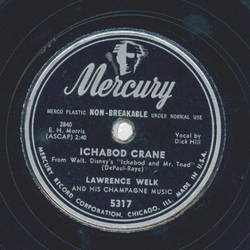 Mercury
MERCO PLASTIC NON-BREAKABLE UNDER NORMAL USE
2840
E. H. Morris
(ASCAP) 2:40
Vocal by
Dick Hill
ICHABOD CRANE
From Walt. Disney's "Ichabod and Mr. Toad"
(DePaul-Raye)
LAWRENCE WELK
AND HIS CHAMPAGNE MUSIC
5317
MERCURY RECORD CORPORATION, CHICAGO, ILL. MADE IN U.S.A.